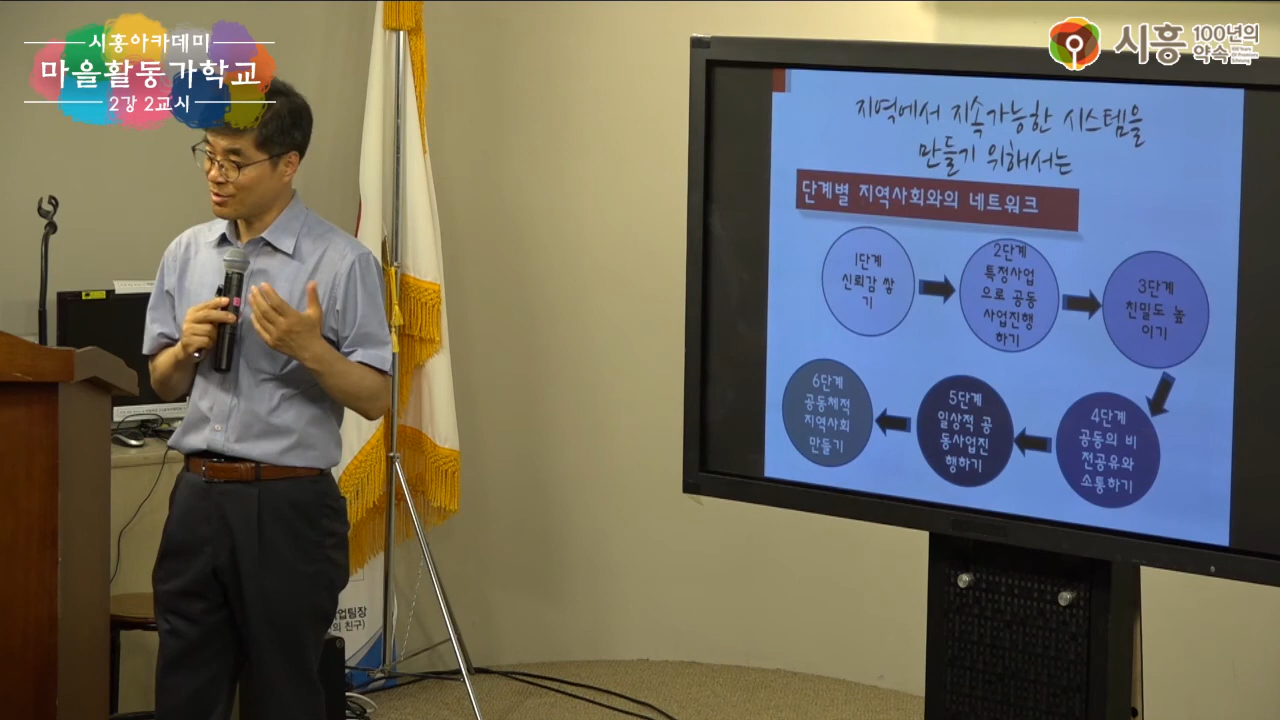 시흥아카데미
마을활동가학교
2강 2교시
시흥 100년의 약속
지역에서 지속가능한 시스템을
만들기 위해서는
단계별 지역사회와의 네트워크
1단계
신뢰감 쌓
기
2단계
특정사업
으로 공동
사업진행
하기
3단계
친밀도 높
이기
4단계
공동의 비
전공유와
소통하기
5단계
일상적 공
동사업진
행하기
6단계
공동체적
지역사회
만들기
업팀장
의 친구)